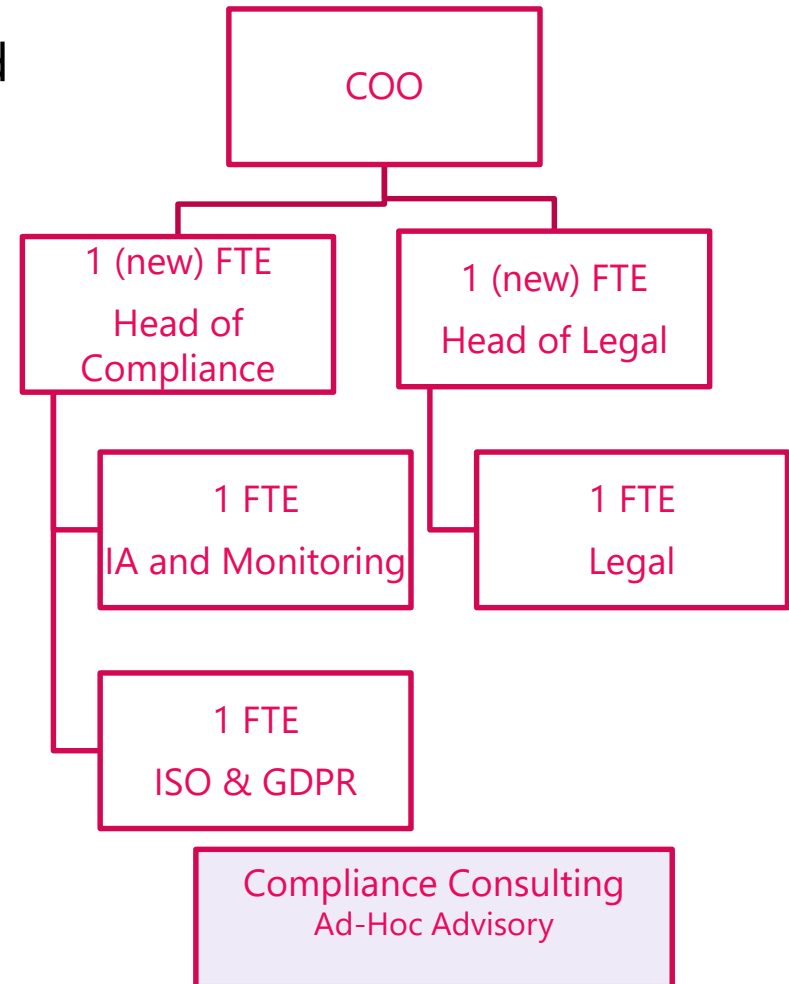 COO
1 (new) FTE
Head of
Compliance
1 (new) FTE
Head of Legal
1 FTE
IA and Monitoring
1 FTE
Legal
1 FTE
ISO & GDPR
Compliance Consulting
Ad-Hoc Advisory